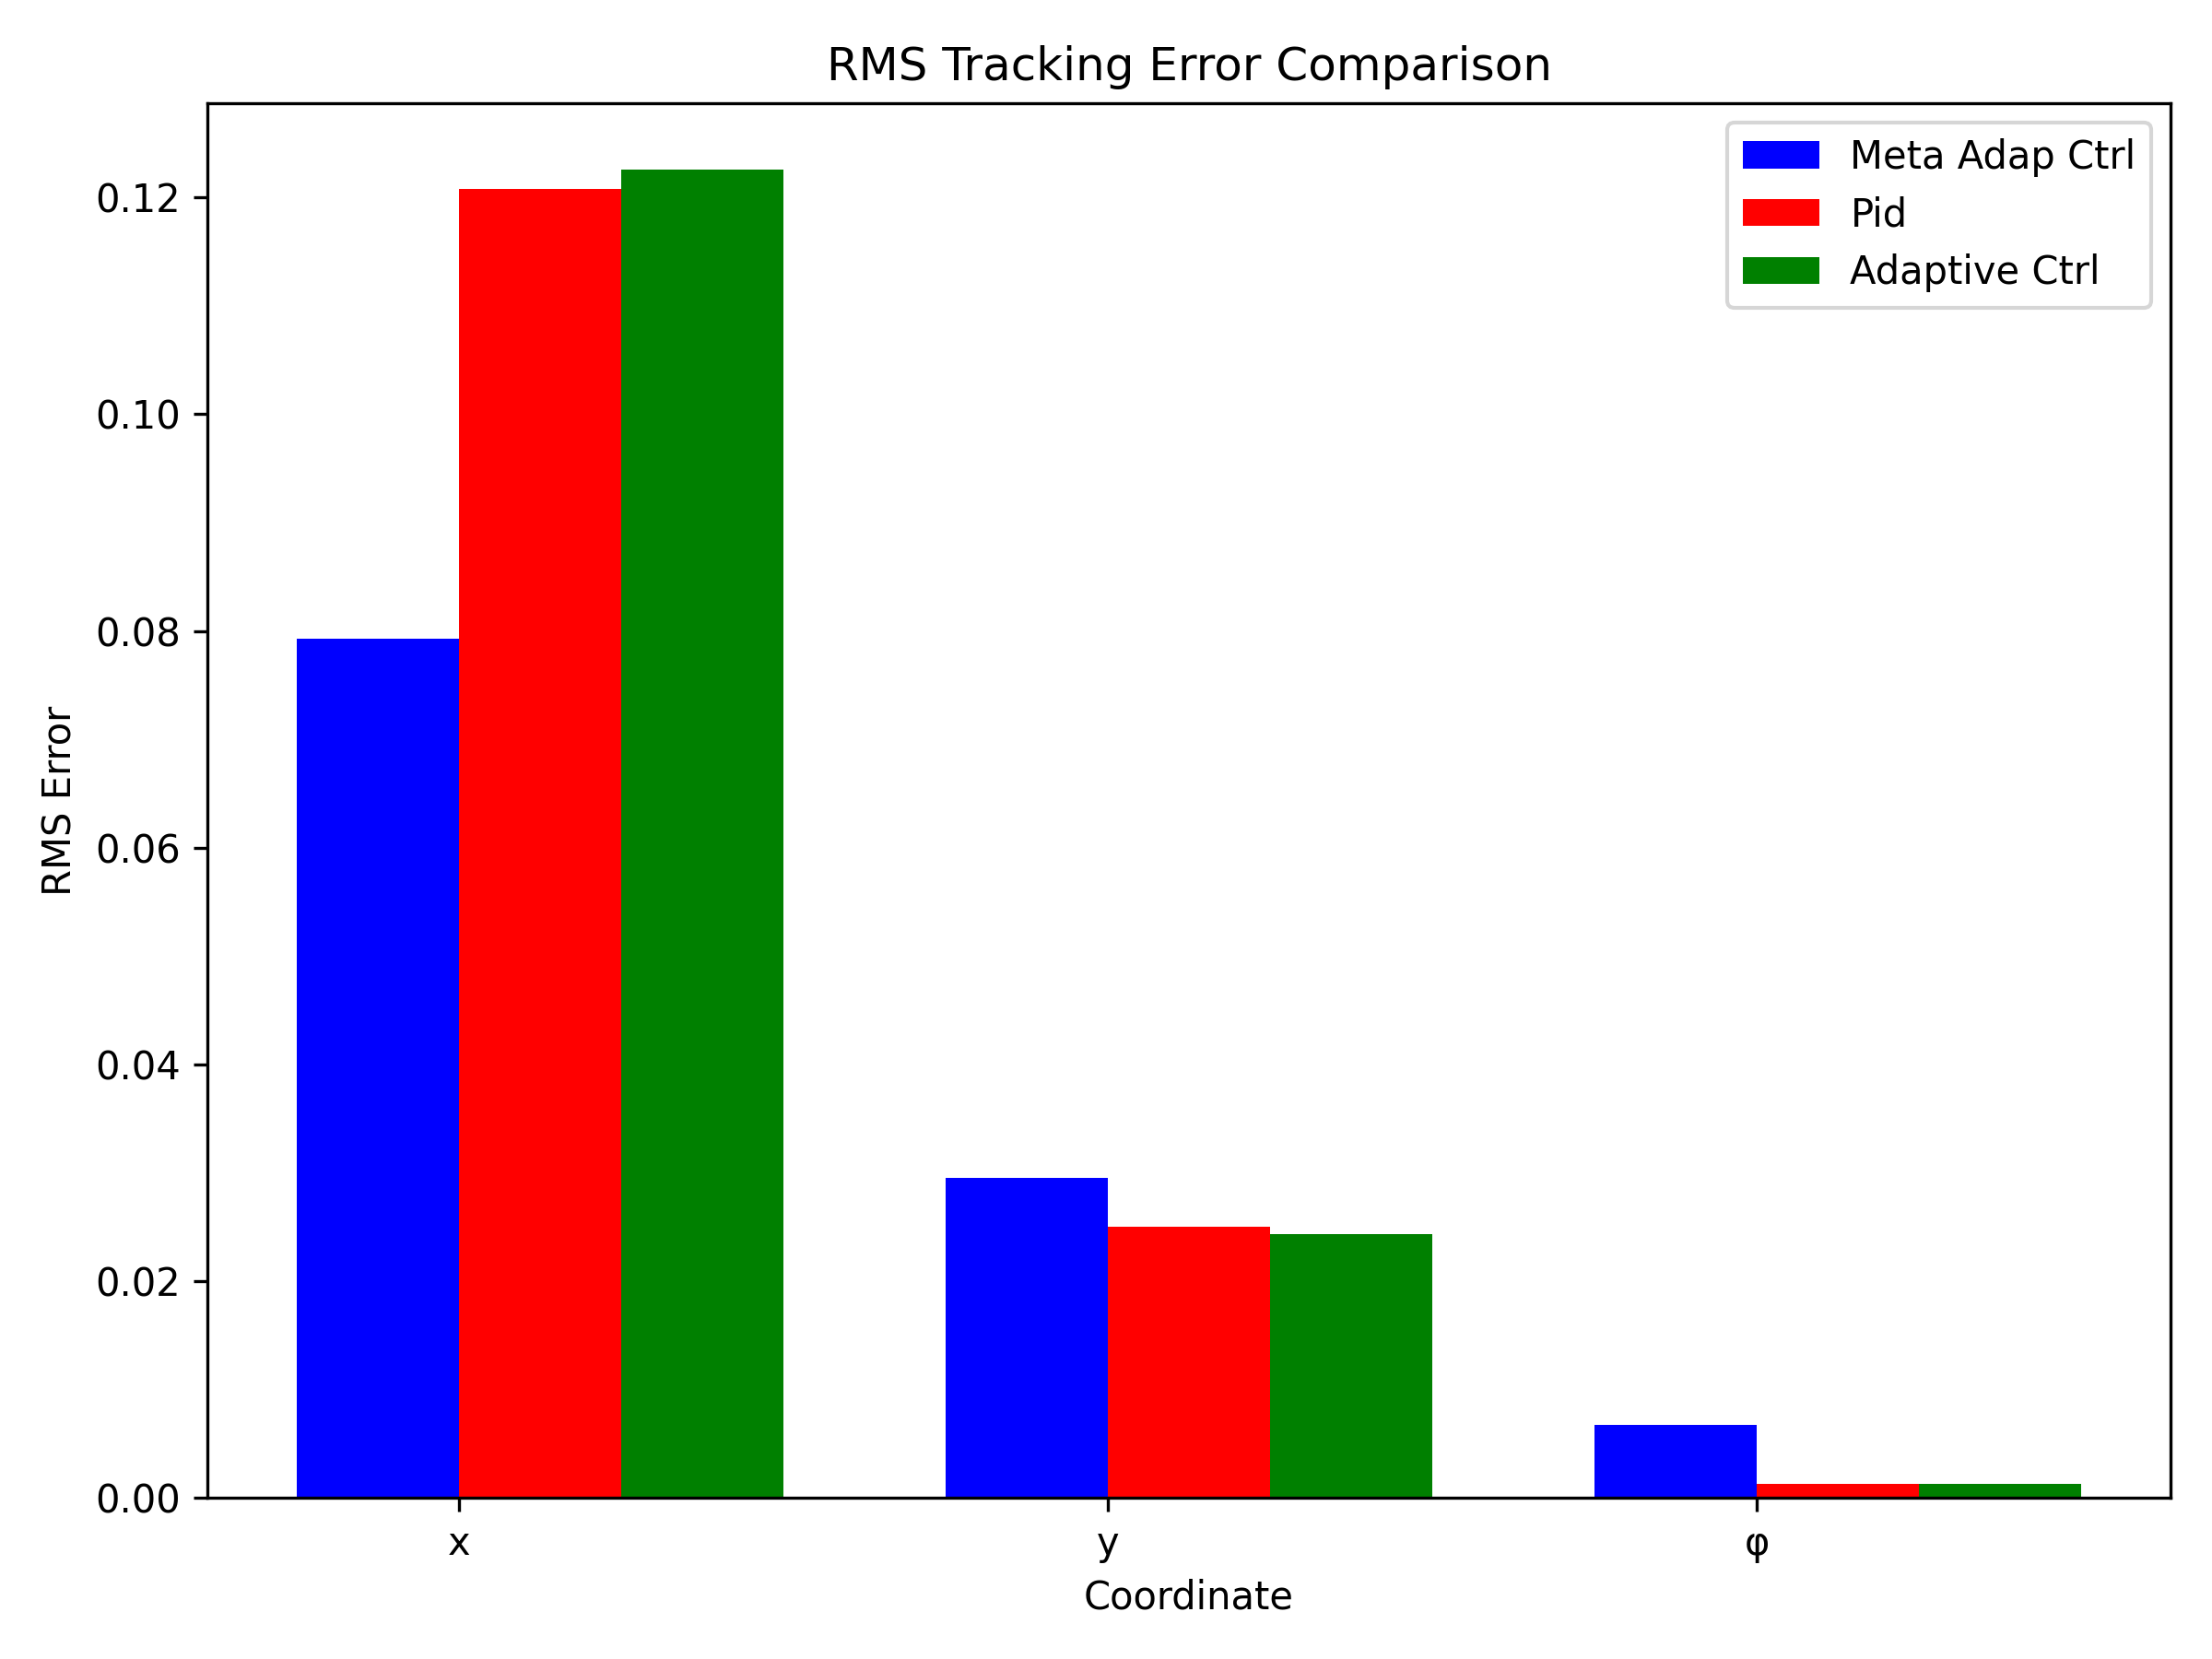 RMS Tracking Error Comparison
Meta Adap Ctrl
Pid
Adaptive Ctrl
RMS Error
0.12
0.10
0.08
0.06
0.04
0.02
0.00
x
y
φ
Coordinate